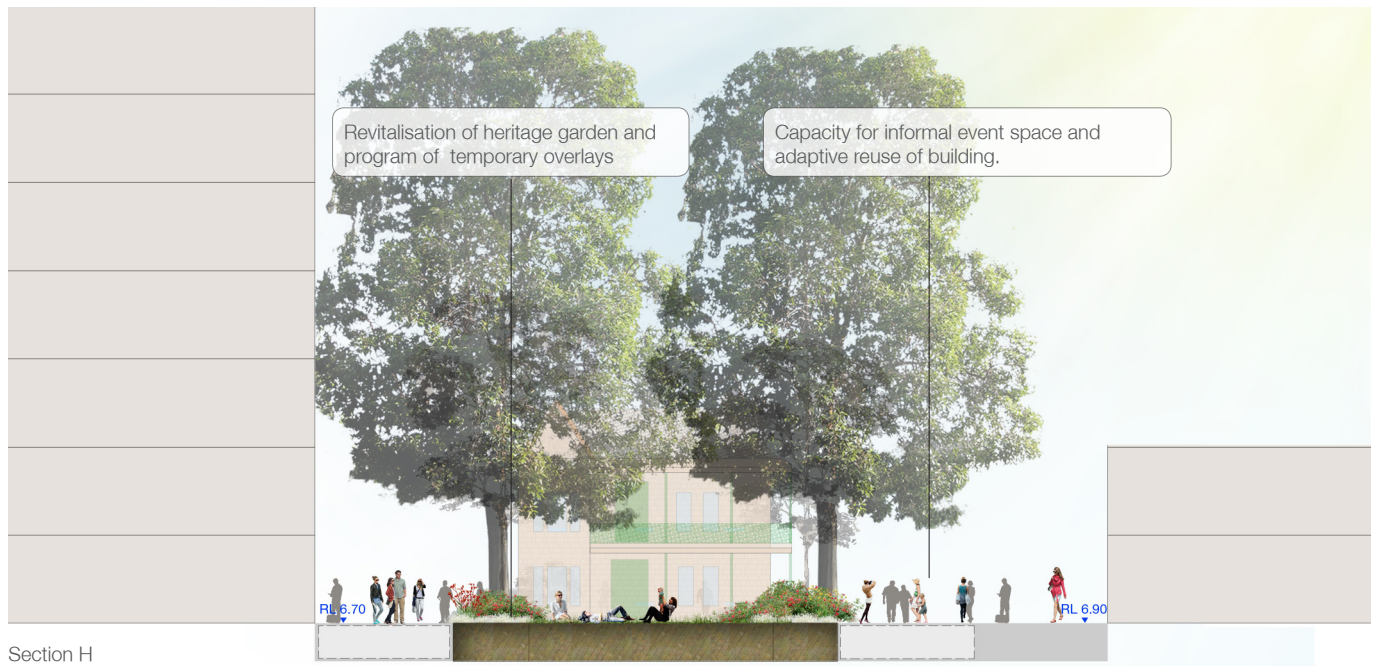 Revitalisation of heritage garden and
program of temporary overlays
Capacity for informal event space and
adaptive reuse of building.
RL 6.70
RL 6.90
Section H